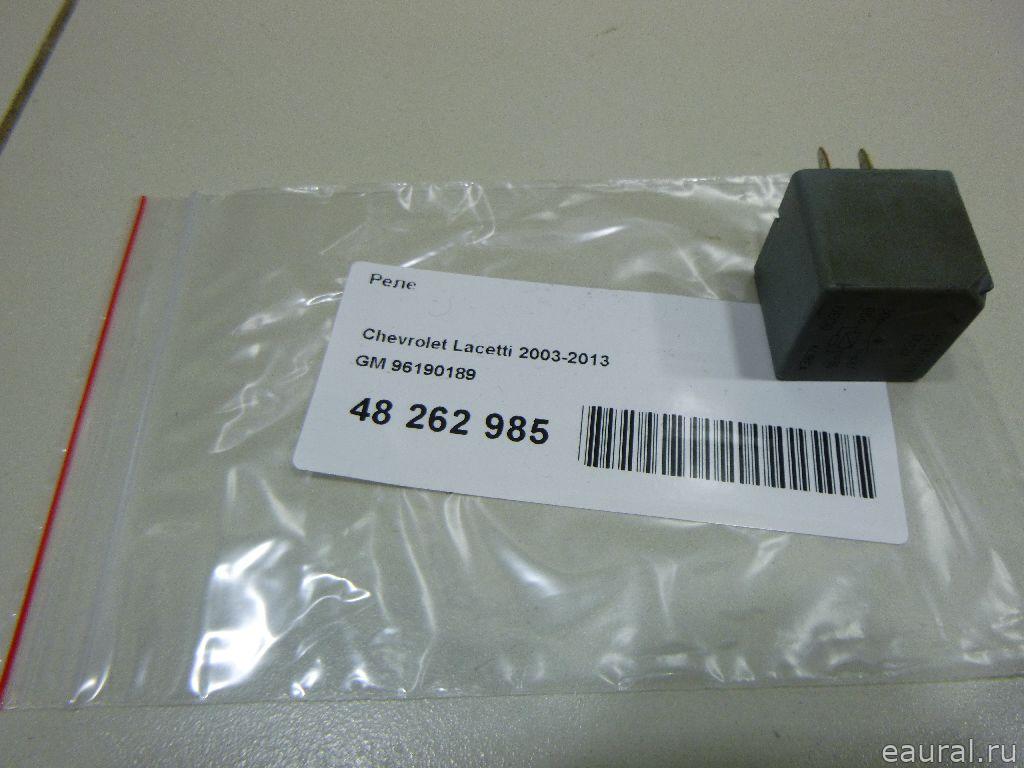 Реле
Chevrolet Lacetti 2003-2013
GM 96190189
48 262 985
eaural.ru